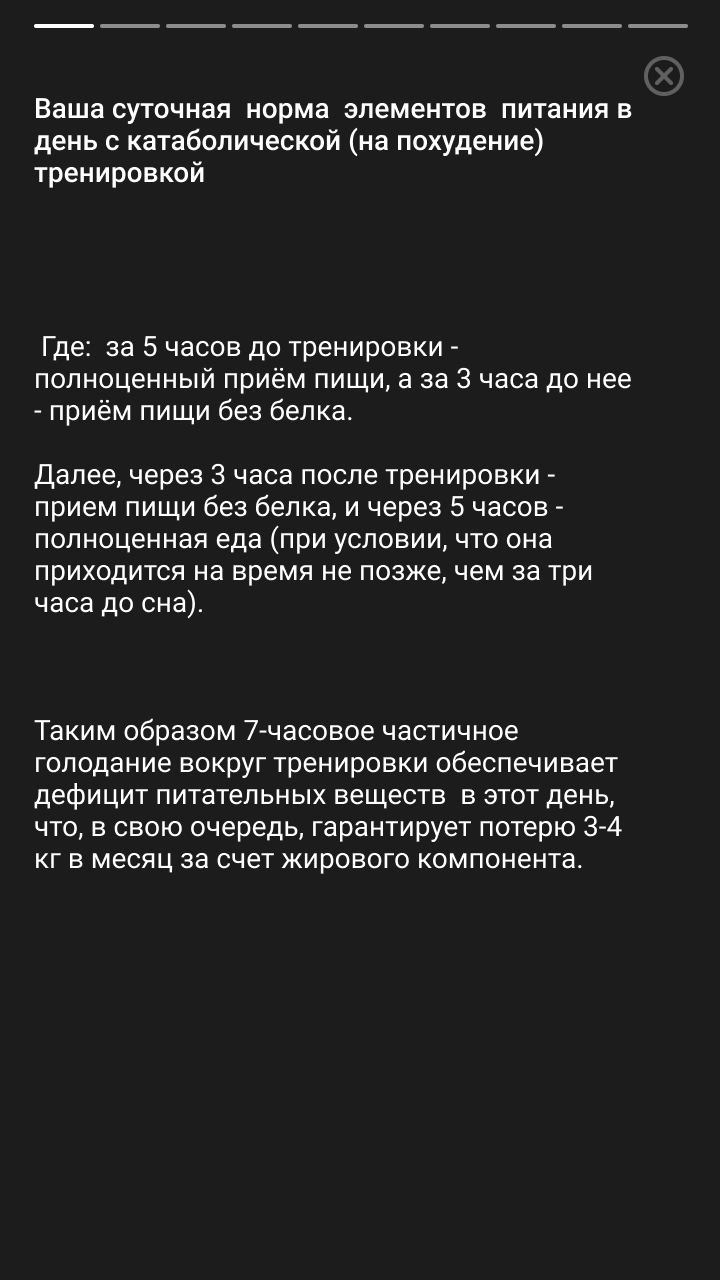 Ваша суточная  норма  элементов  питания в
день с катаболической (на похудение)
тренировкой
Где:  за 5 часов до тренировки -
полноценный приём пищи, а за 3 часа до нее
- приём пищи без белка.
Далее, через 3 часа после тренировки -
прием пищи без белка, и через 5 часов -
полноценная еда (при условии, что она
приходится на время не позже, чем за три
часа до сна).
Таким образом 7-часовое частичное
голодание вокруг тренировки обеспечивает
дефицит питательных веществ  в этот день,
что, в свою очередь, гарантирует потерю 3-4
кг в месяц за счет жирового компонента.